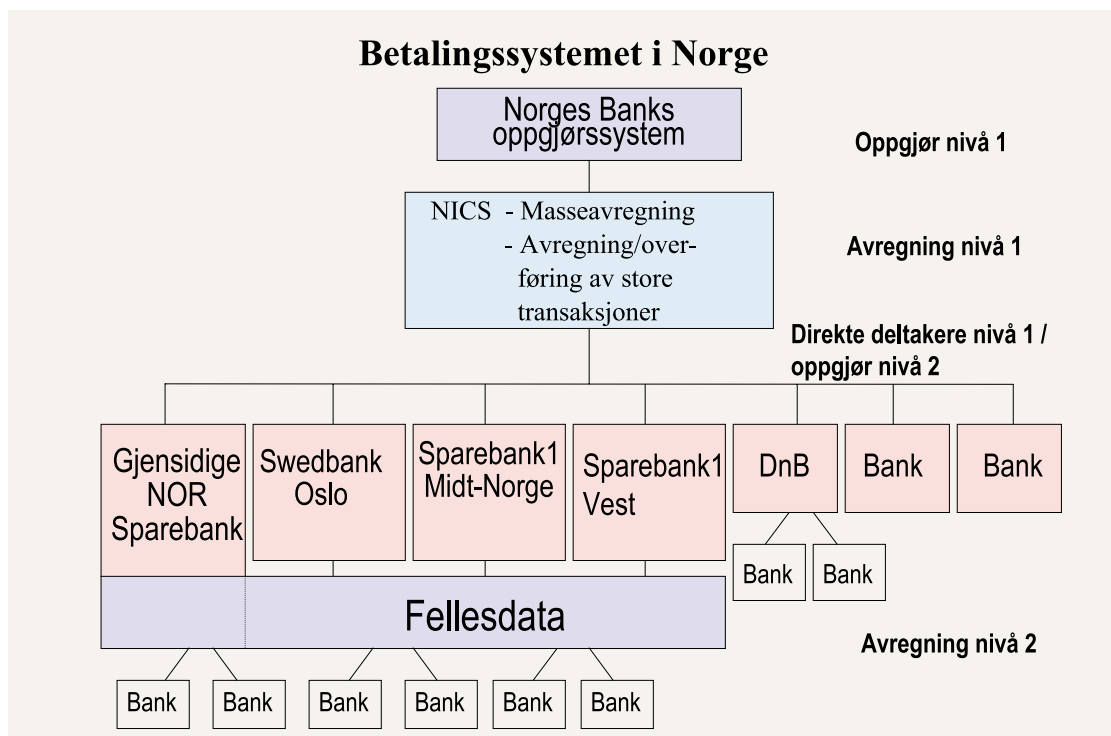 Betalingssystemet i Norge
Norges Banks
oppgjørssystem
Oppgjør nivå 1
NICS - Masseavregning
- Avregning/over-
føring av store
transaksjoner
Avregning nivå 1
Direkte deltakere nivå 1 /
oppgjør nivå 2
Gjensidige
NOR
Sparebank
Swedbank
Oslo
Sparebank1
Midt-Norge
Sparebank1
Vest
DnB
Bank
Bank
Bank
Bank
Fellesdata
Avregning nivå 2
Bank
Bank
Bank
Bank
Bank
Bank